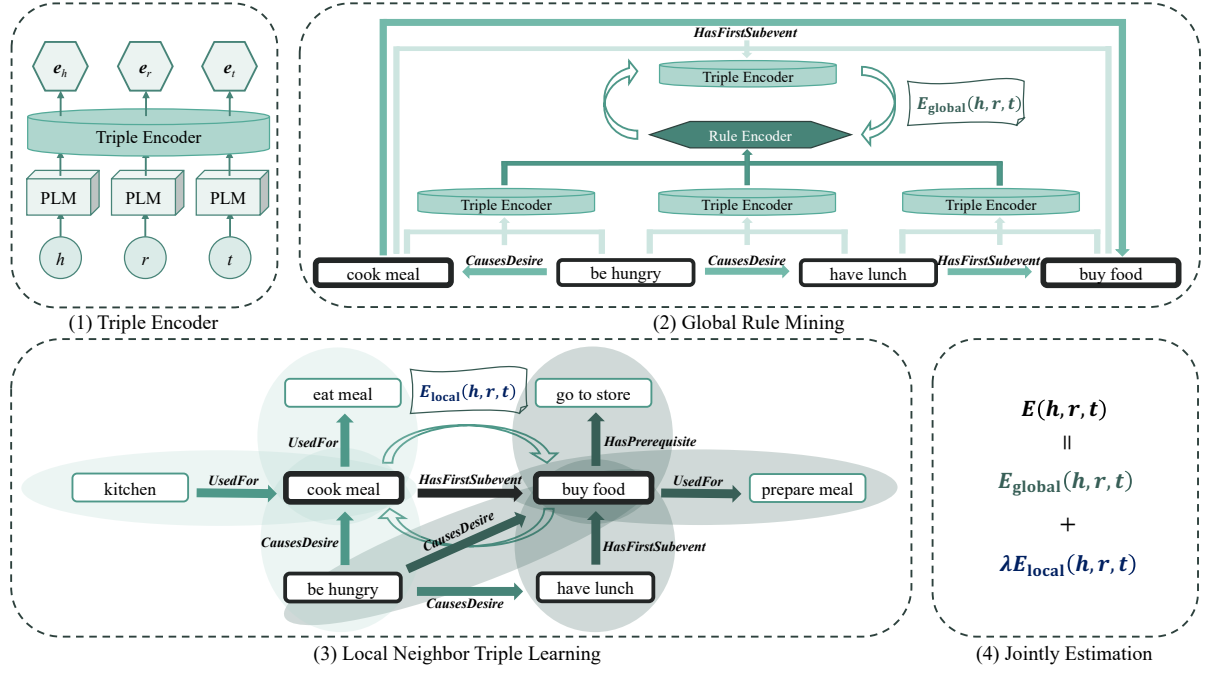 e_h e_r e_t
Triple Encoder
PLM PLM PLM
h r t
(1) Triple Encoder
HasFirstSubevent
Triple Encoder
E_global(h, r, t)
Rule Encoder
Triple Encoder Triple Encoder Triple Encoder
cook meal CausesDesire be hungry CausesDesire have lunch HasFirstSubevent buy food
(2) Global Rule Mining
eat meal E_local(h, r, t) go to store
UsedFor HasPrerequisite
kitchen UsedFor cook meal HasFirstSubevent buy food UsedFor prepare meal
CausesDesire CausesDesire HasFirstSubevent
be hungry CausesDesire have lunch
(3) Local Neighbor Triple Learning
E(h, r, t)
=
E_global(h, r, t)
+
λE_local(h, r, t)
(4) Jointly Estimation